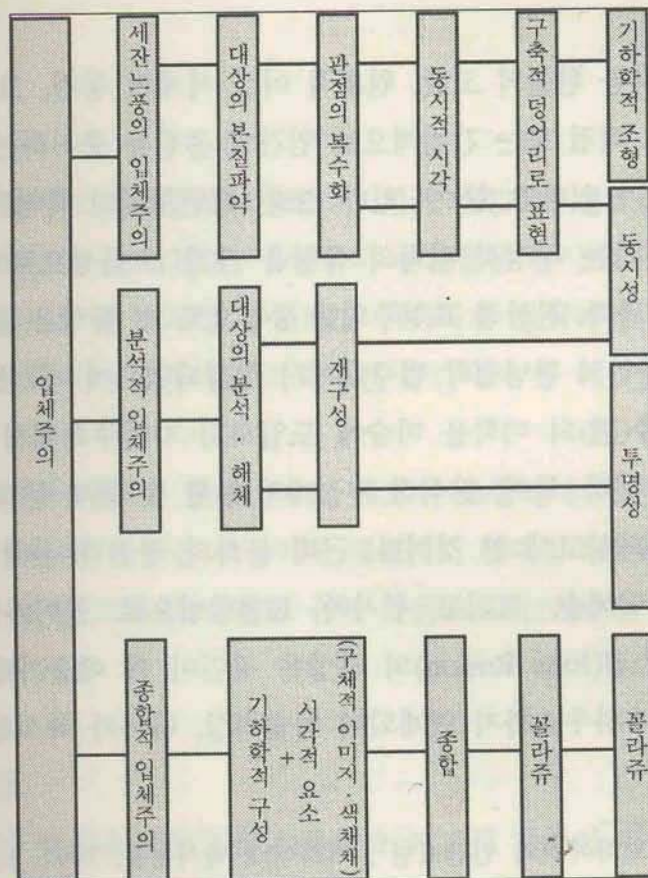 입체주의
세잔느풍의 입체주의
대상의 본질파악
관점의 복수화
동시적 시각
구축적 덩어리로 표현
기하학적 조형
분석적 입체주의
대상의 분석·해체
재구성
동시성
투명성
종합적 입체주의
기하학적 구성
+
시각적 요소
(구체적 이미지·색채채)
종합
꼴라쥬
꼴라쥬